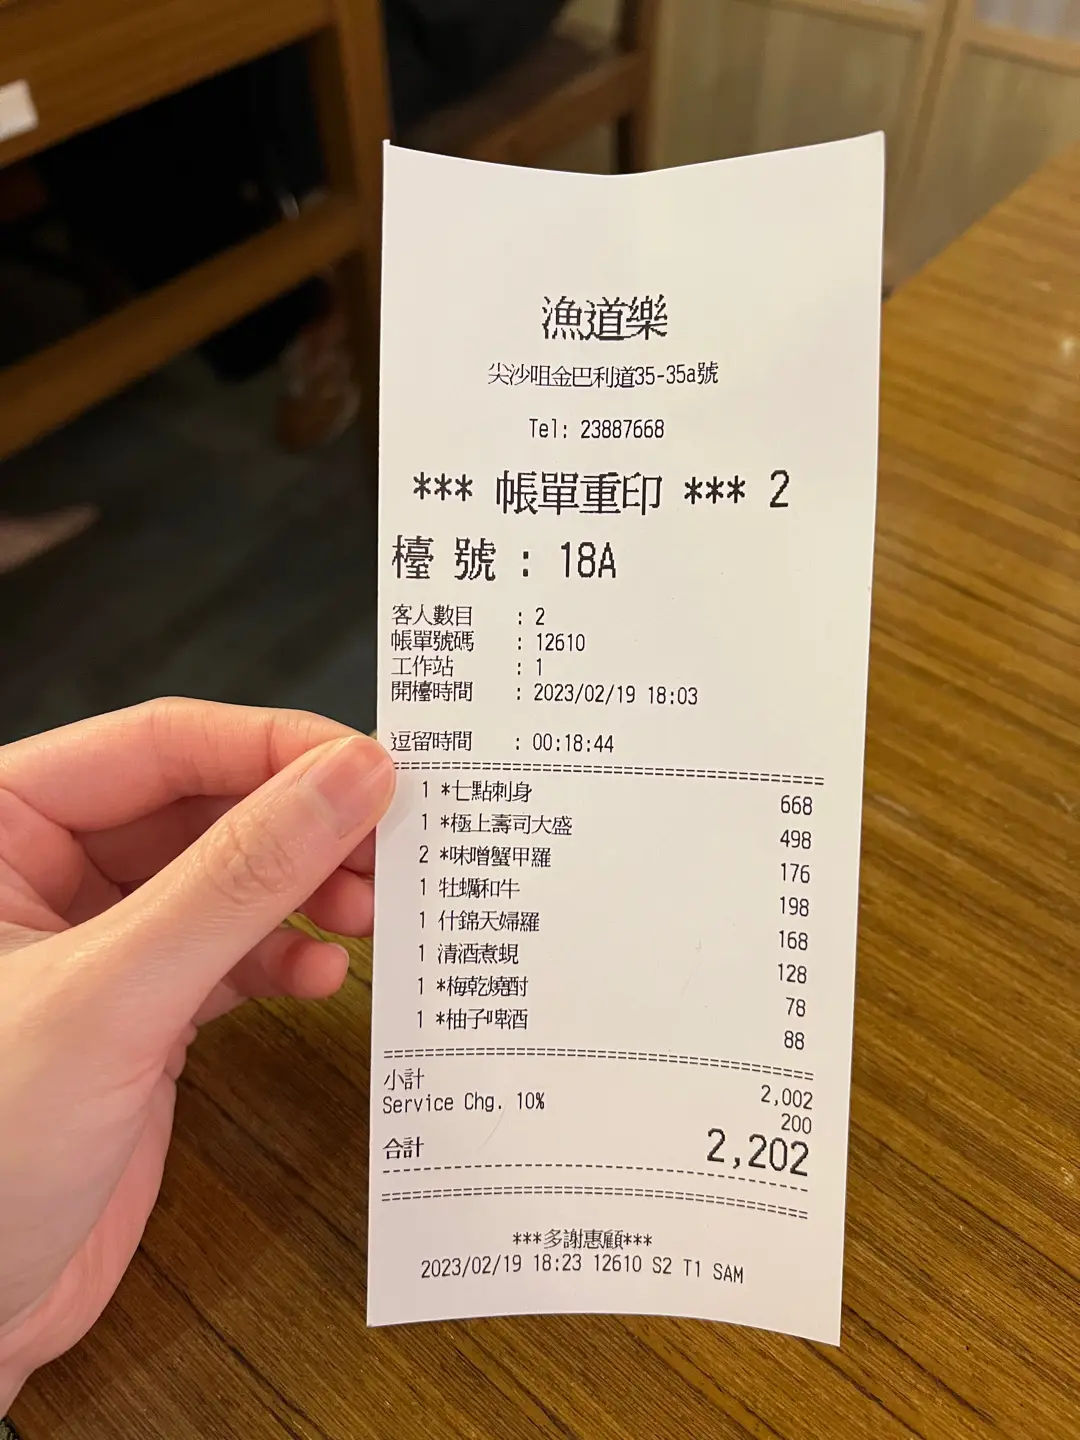 漁道樂
尖沙咀金巴利道35-35a號
Tel: 23887668
*** 帳單重印 *** 2
檯 號 : 18A
客人數目 : 2
帳單號碼 : 12610
工作站 : 1
開檯時間 : 2023/02/19 18:03
逗留時間 : 00:18:44
1 *七點刺身 668
1 *極上壽司大盛 498
2 *味噌蟹甲羅 176
1 牡蠣和牛 198
1 什錦天婦羅 168
1 清酒煮蜆 128
1 *梅乾燒酎 78
1 *柚子啤酒 88
小計 2,002
Service Chg. 10% 200
合計 2,202
***多謝惠顧***
2023/02/19 18:23 12610 S2 T1 SAM